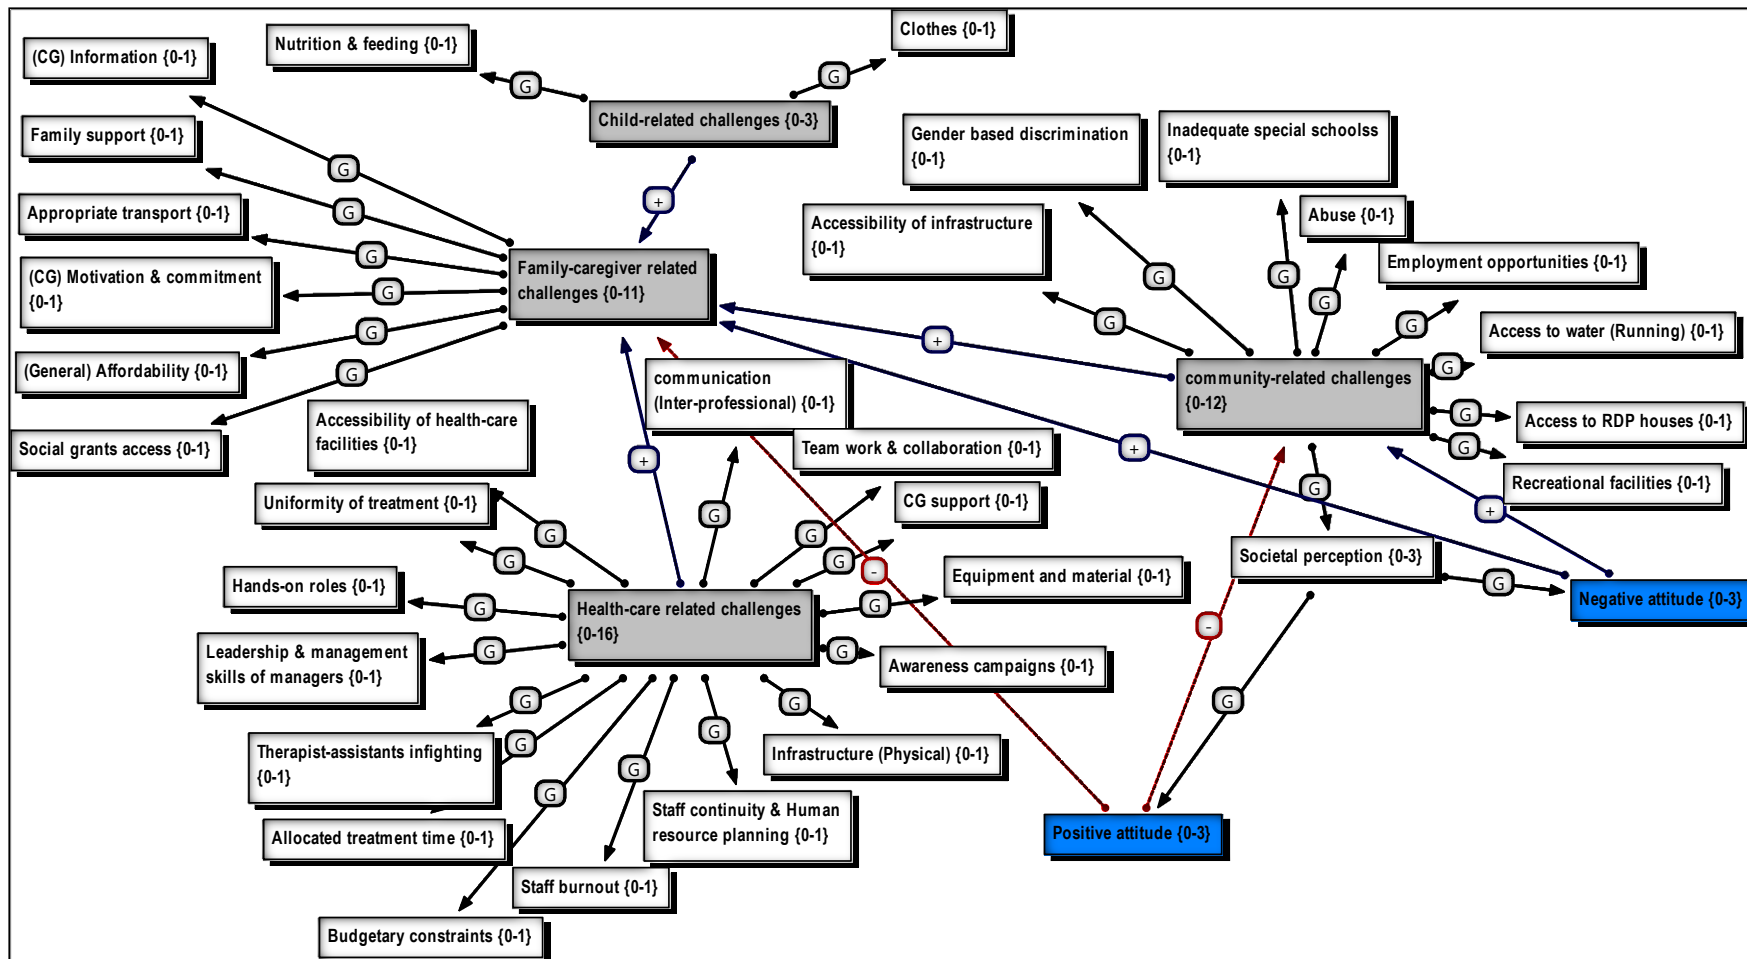 Clothes {0-1}
Nutrition & feeding {0-1}
(CG) Information {0-1}
G
G
Child-related challenges {0-3}
Family support {0-1}
Gender based discrimination
{0-1}
Inadequate special schoolss
{0-1}
G
+
Appropriate transport {0-1}
G
Accessibility of infrastructure
{0-1}
Abuse {0-1}
G
(CG) Motivation & commitment
{0-1}
Family-caregiver related
challenges {0-11}
Employment opportunities {0-1}
G
G
G
G
G
G
G
Access to water (Running) {0-1}
+
(General) Affordability {0-1}
G
communication
(Inter-professional) {0-1}
community-related challenges
{0-12}
G
Accessibility of health-care
facilities {0-1}
G
Access to RDP houses {0-1}
Social grants access {0-1}
Team work & collaboration {0-1}
+
G
+
Recreational facilities {0-1}
Uniformity of treatment {0-1}
CG support {0-1}
G
G
G
+
G
G
G
Societal perception {0-3}
-
Hands-on roles {0-1}
Equipment and material {0-1}
G
Negative attitude {0-3}
G
Health-care related challenges
{0-16}
G
-
Leadership & management
skills of managers {0-1}
G
G
Awareness campaigns {0-1}
G
G
G
G
G
Therapist-assistants infighting
{0-1}
Infrastructure (Physical) {0-1}
G
G
Staff continuity & Human
resource planning {0-1}
Allocated treatment time {0-1}
Positive attitude {0-3}
Staff burnout {0-1}
Budgetary constraints {0-1}